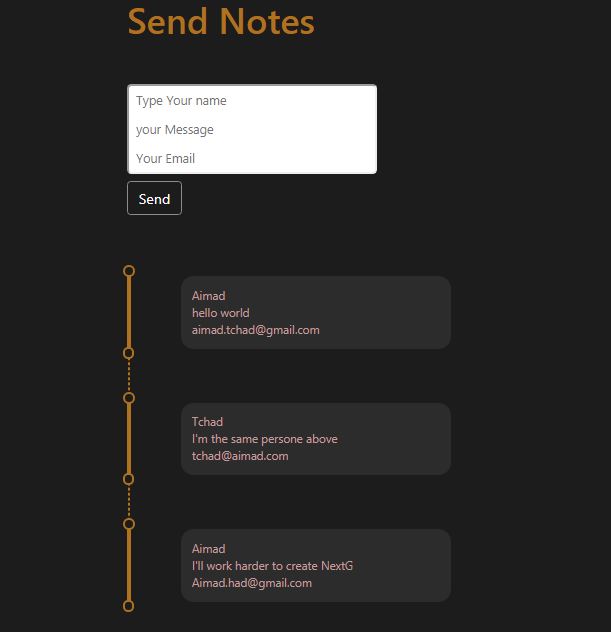 Send Notes
Type Your name
your Message
Your Email
Send
Aimad
hello world
aimad.tchad@gmail.com
Tchad
I'm the same persone above
tchad@aimad.com
Aimad
I'll work harder to create NextG
Aimad.had@gmail.com